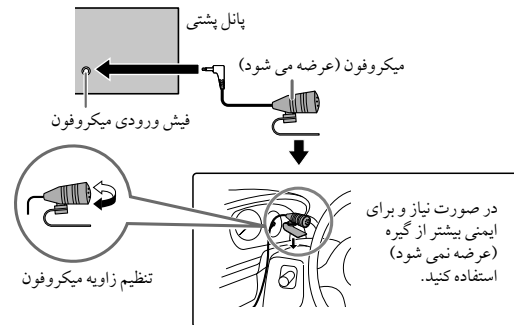 پانل پشتی
میکروفون (عرضه می شود)
فیش ورودی میکروفون
در صورت نیاز و برای
ایمنی بیشتر از گیره
(عرضه نمی شود)
استفاده کنید.
تنظیم زاویه میکروفون